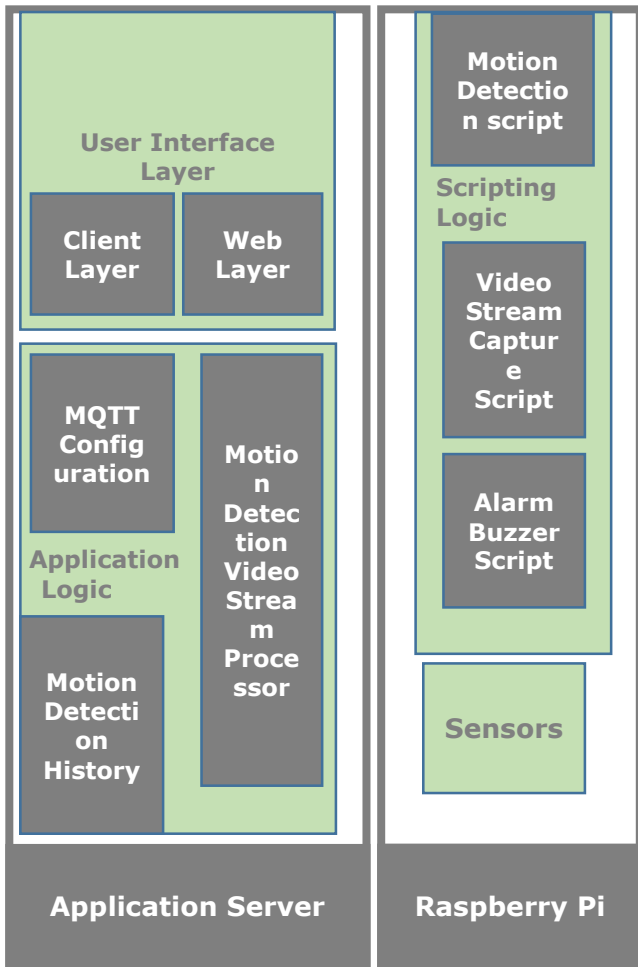 User Interface
Layer
Client
Layer
Web
Layer
MQTT
Config
uration
Application
Logic
Motion
Detecti
on
History
Motio
n
Detec
tion
Video
Strea
m
Proce
ssor
Application Server
Motion
Detectio
n script
Scripting
Logic
Video
Stream
Captur
e
Script
Alarm
Buzzer
Script
Sensors
Raspberry Pi